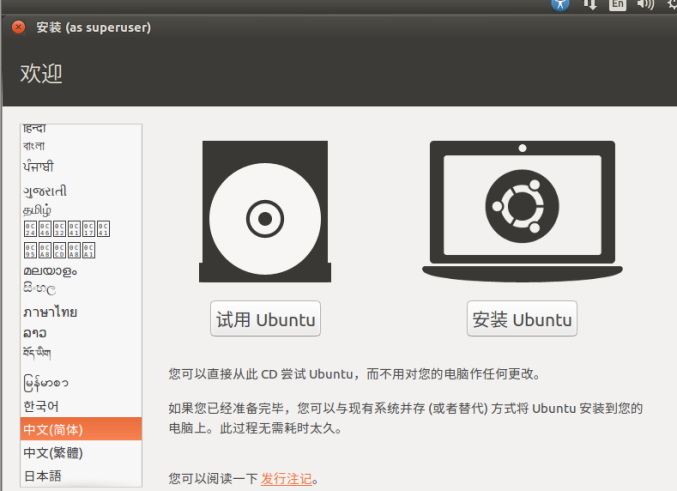 En
安装 (as superuser)
欢迎
हिन्दी
বাংলা
ਪੰਜਾਬੀ
ગુજરાતી
தமிழ்
മലയാളം
සිංහල
ภาษาไทย
ລາວ
བོད་ཡིག
မြန်မာစာ
한국어
中文(简体)
中文(繁體)
日本語
试用 Ubuntu
安装 Ubuntu
您可以直接从此 CD 尝试 Ubuntu，而不用对您的电脑作任何更改。
如果您已经准备完毕，您可以与现有系统并存 (或者替代) 方式将 Ubuntu 安装到您的
电脑上。此过程无需耗时太久。
您可以阅读一下 发行注记。